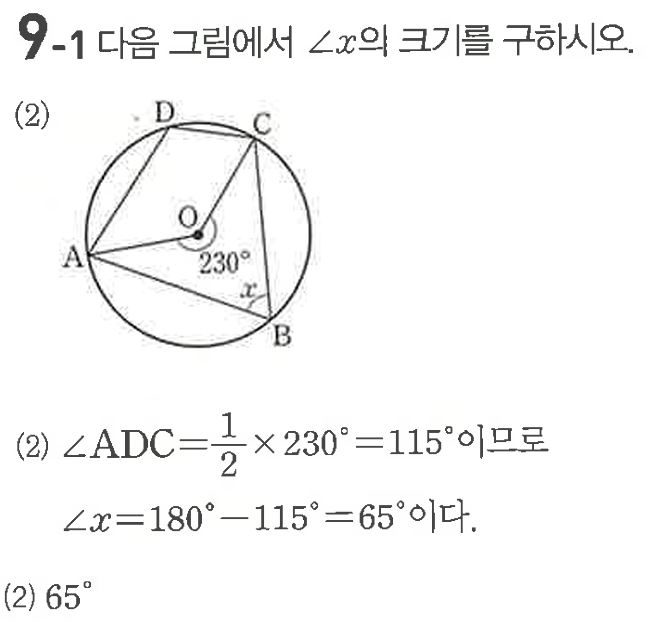 9-1 다음 그림에서 ∠x의 크기를 구하시오.
(2)
D
C
O
A
230°
x
B
(2) ∠ADC=1/2×230°=115°이므로
∠x=180°-115°=65°이다.
(2) 65°